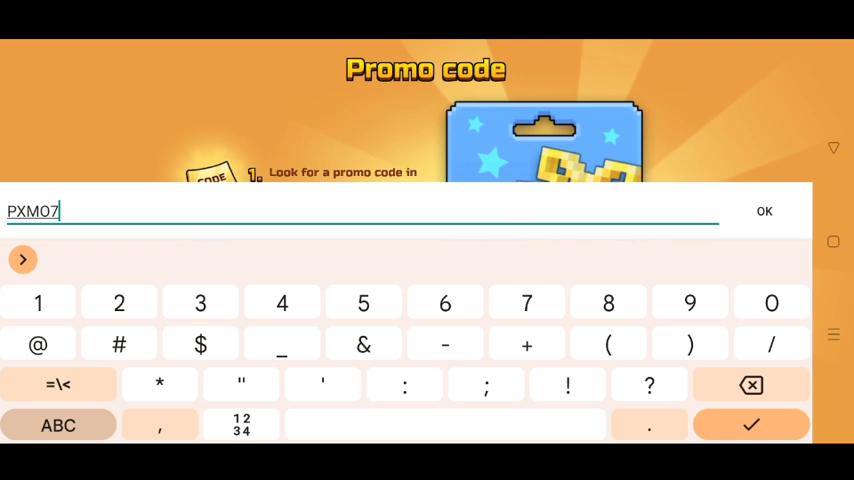 Promo code
CODE
1. Look for a promo code in
PXMO7
OK
1 2 3 4 5 6 7 8 9 0
@ # $ _ & - + ( ) /
=\< * " ' : ; ! ?
ABC , 12 34 .